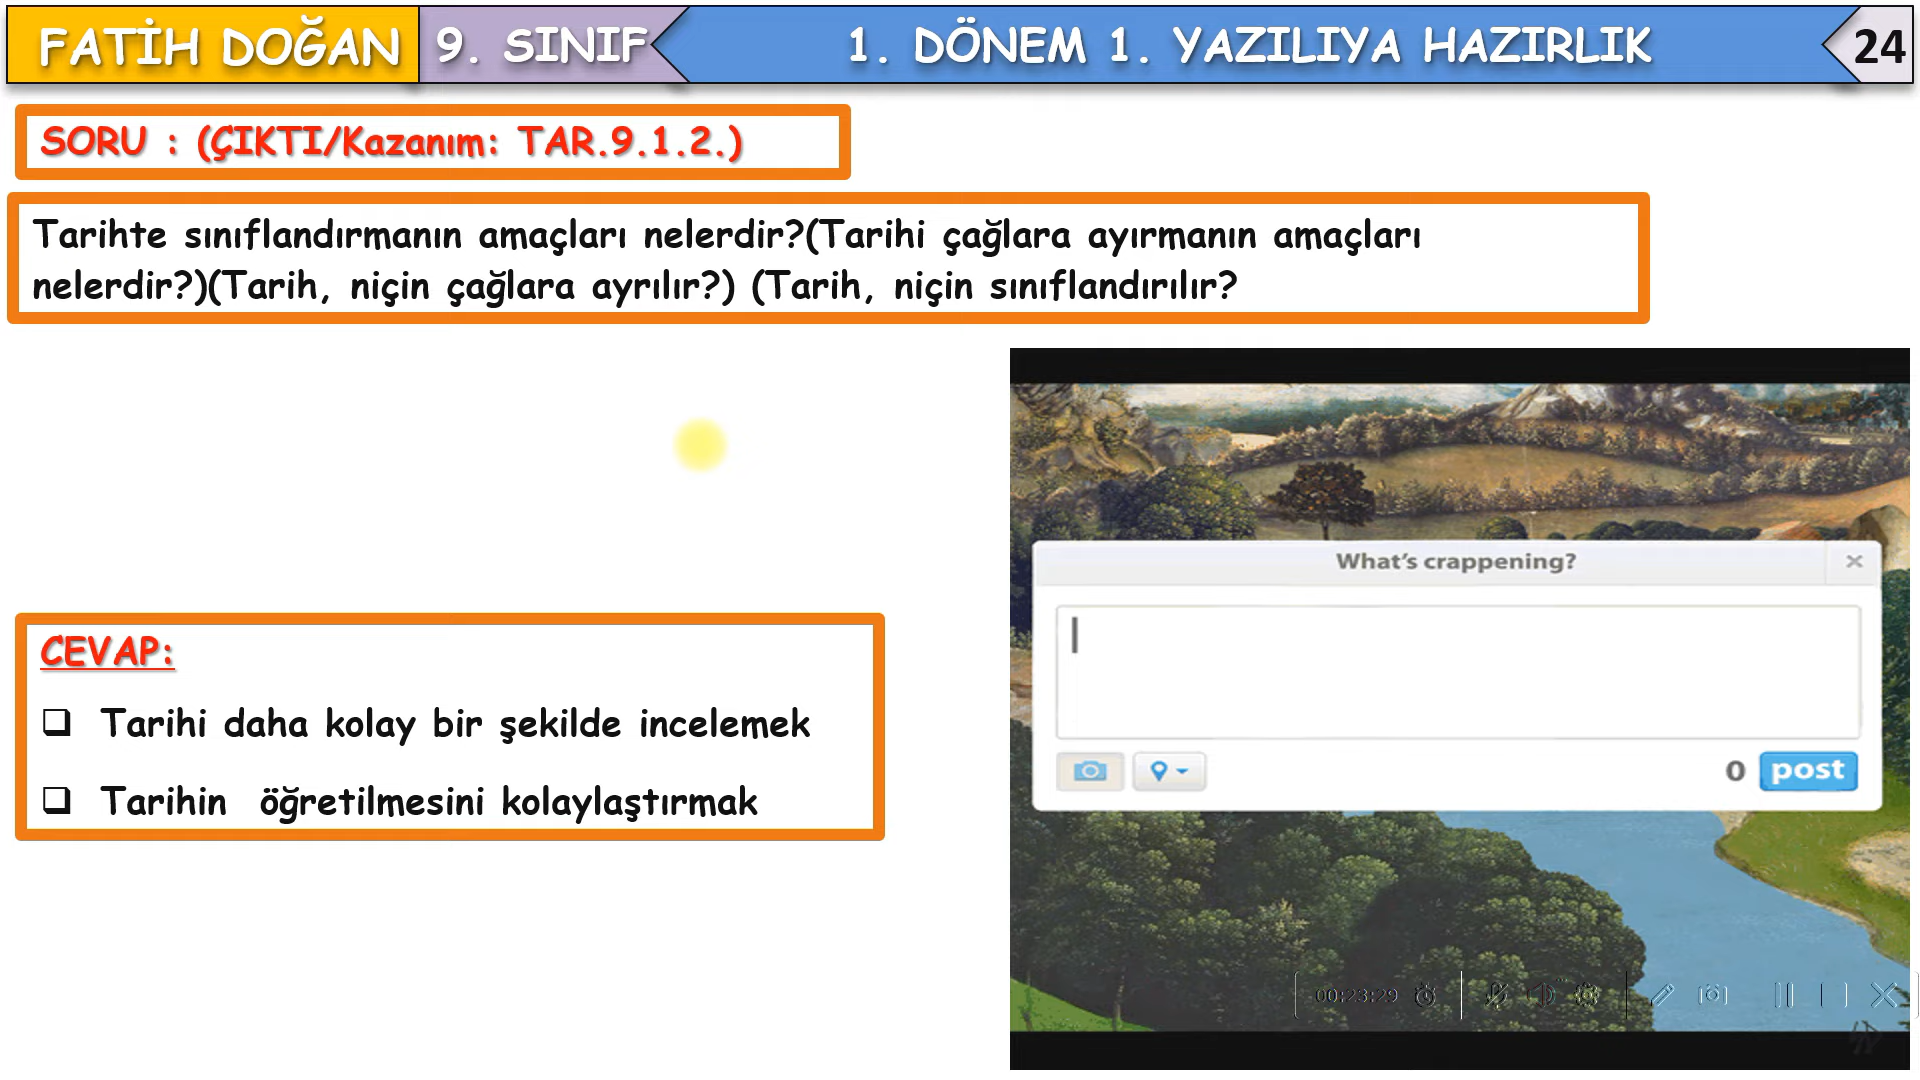 FATİH DOĞAN
9. SINIF
1. DÖNEM 1. YAZILIYA HAZIRLIK
24
SORU : (ÇIKTI/Kazanım: TAR.9.1.2.)
Tarihte sınıflandırmanın amaçları nelerdir?(Tarihi çağlara ayırmanın amaçları
nelerdir?)(Tarih, niçin çağlara ayrılır?) (Tarih, niçin sınıflandırılır?
What's crappening?
0 post
CEVAP:
Tarihi daha kolay bir şekilde incelemek
Tarihin öğretilmesini kolaylaştırmak
00:23:29